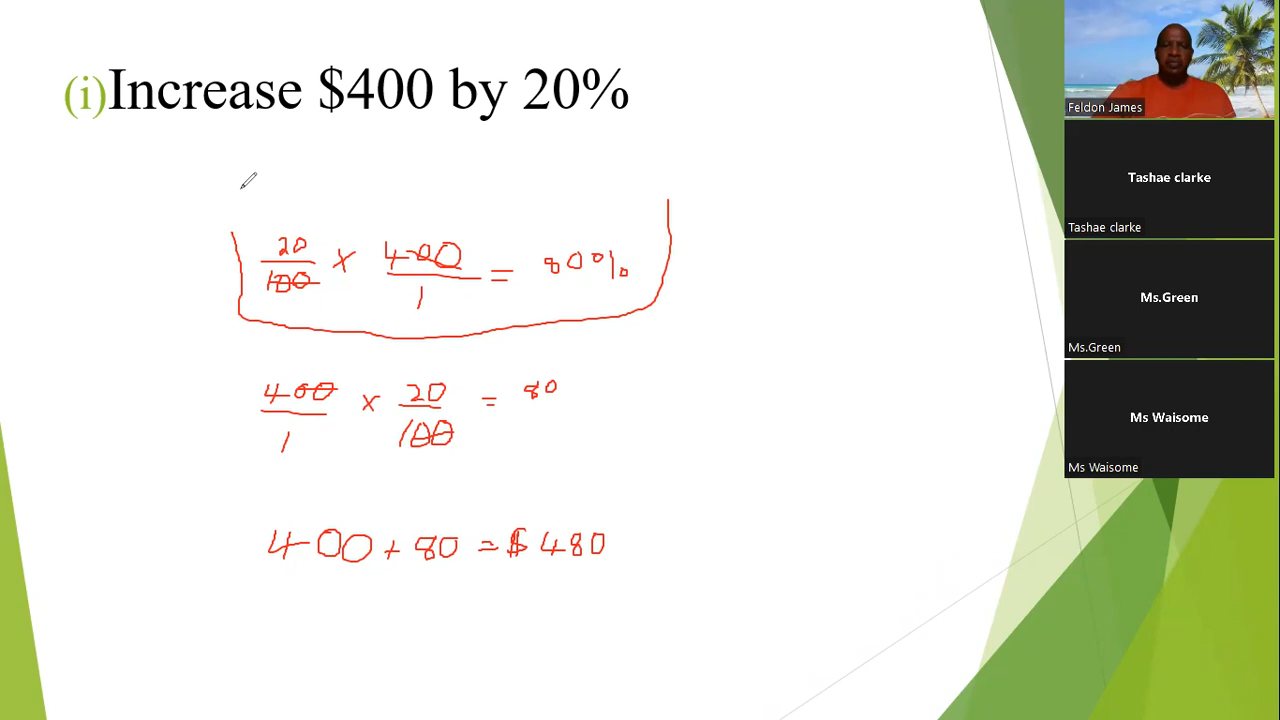 (i)Increase $400 by 20%
20/100 x 400/1 = 80%
400/1 x 20/100 = 80
400 + 80 = $480
Feldon James
Tashae clarke
Tashae clarke
Ms.Green
Ms.Green
Ms Waisome
Ms Waisome